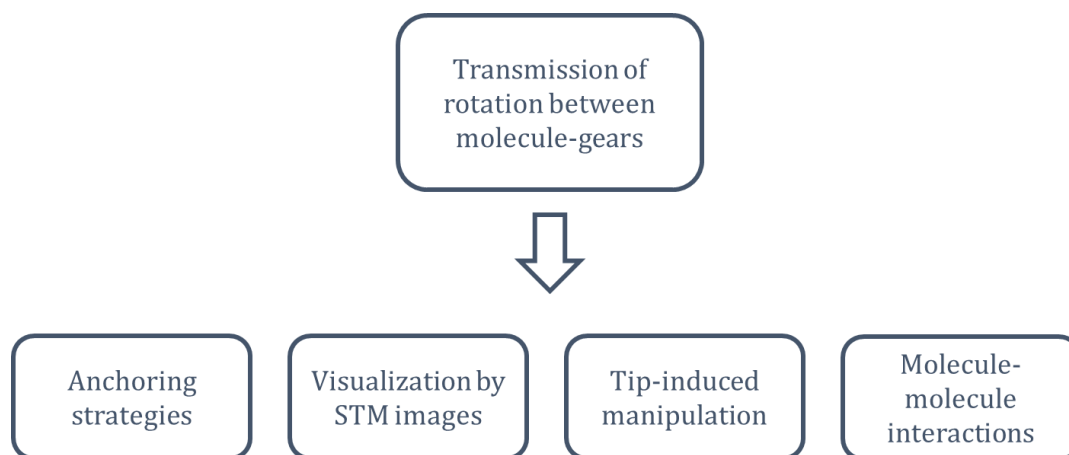 Transmission of
rotation between
molecule-gears
Anchoring
strategies
Visualization by
STM images
Tip-induced
manipulation
Molecule-
molecule
interactions